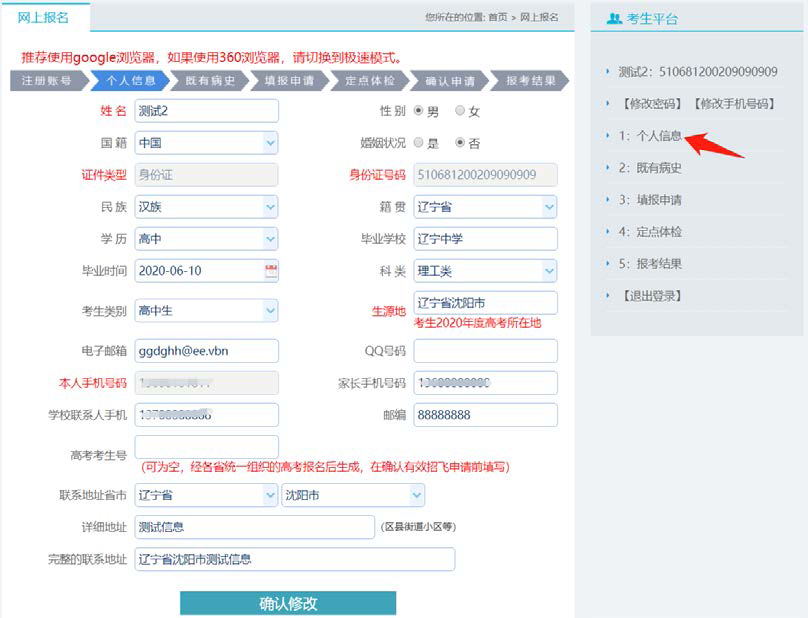 网上报名
您所在的位置: 首页 > 网上报名
推荐使用google浏览器，如果使用360浏览器，请切换到极速模式。
注册账号 个人信息 既有病史 填报申请 定点体检 确认申请 报考结果
姓 名 测试2 性 别 男 女
国 籍 中国 婚姻状况 是 否
证件类型 身份证 身份证号码 510681200209090909
民 族 汉族 籍 贯 辽宁省
学 历 高中 毕业学校 辽宁中学
毕业时间 2020-06-10 科 类 理工类
考生类别 高中生 生源地 辽宁省沈阳市
考生2020年度高考所在地
电子邮箱 ggdghh@ee.vbn QQ号码
本人手机号码 家长手机号码
学校联系人手机 邮编 88888888
高考考生号
(可为空，经各省统一组织的高考报名后生成，在确认有效招飞申请前填写)
联系地址省市 辽宁省 沈阳市
详细地址 测试信息 (区县街道小区等)
完整的联系地址 辽宁省沈阳市测试信息
确认修改
考生平台
测试2: 510681200209090909
【修改密码】 【修改手机号码】
1: 个人信息
2: 既有病史
3: 填报申请
4: 定点体检
5: 报考结果
【退出登录】